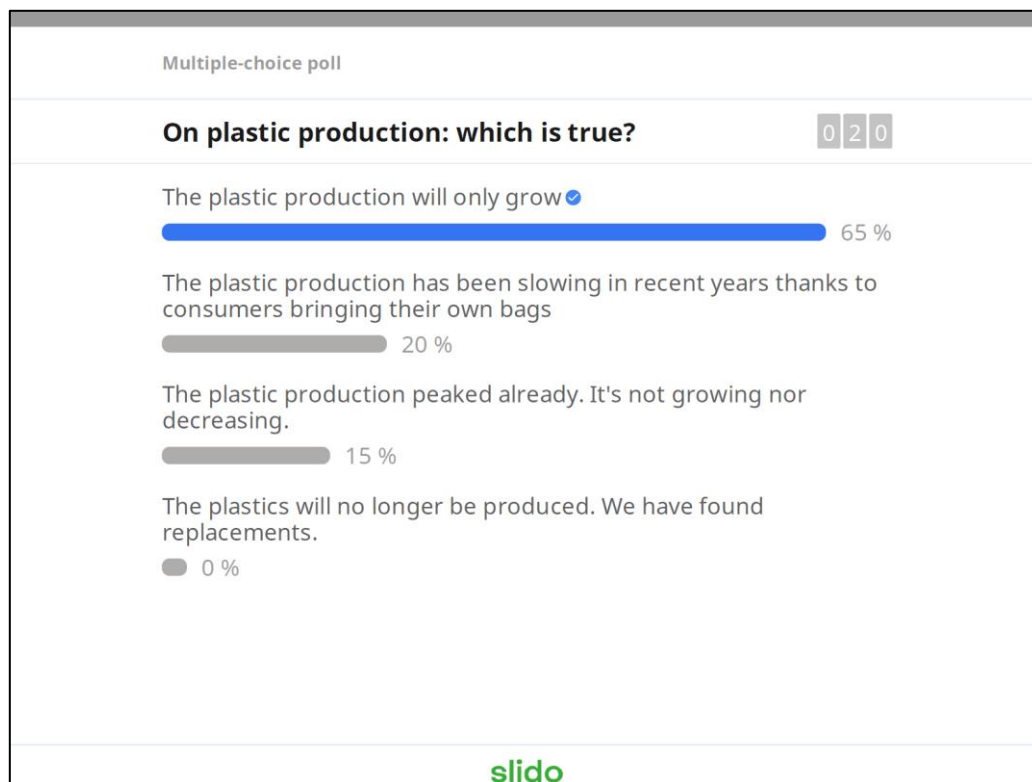 Multiple-choice poll
On plastic production: which is true?
0 2 0
The plastic production will only grow
65 %
The plastic production has been slowing in recent years thanks to
consumers bringing their own bags
20 %
The plastic production peaked already. It's not growing nor
decreasing.
15 %
The plastics will no longer be produced. We have found
replacements.
0 %
slido